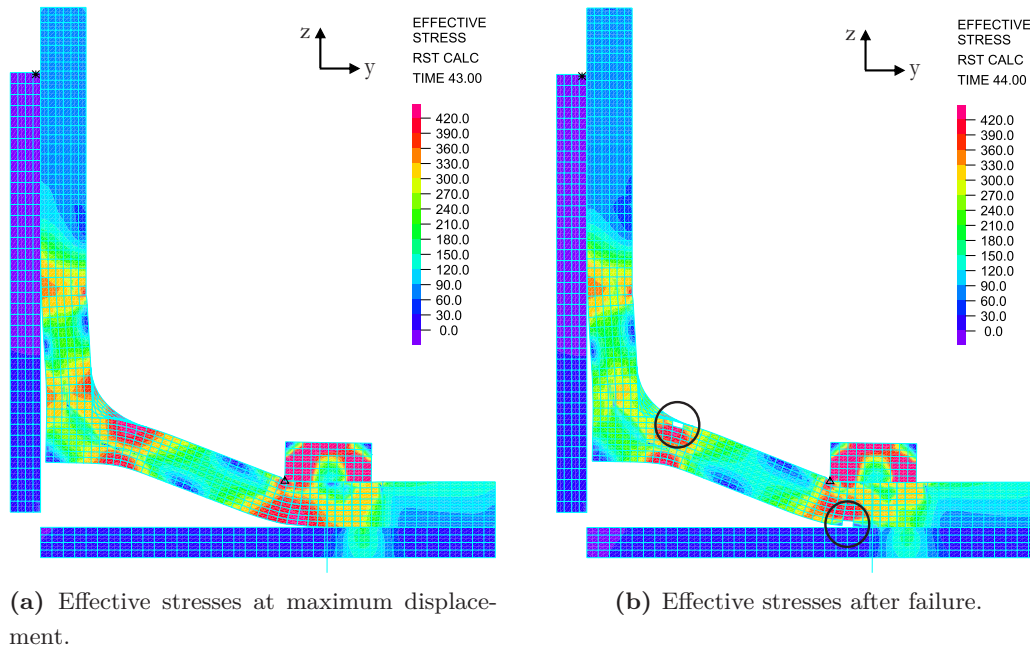 z
y
EFFECTIVE
STRESS
RST CALC
TIME 43.00
420.0
390.0
360.0
330.0
300.0
270.0
240.0
210.0
180.0
150.0
120.0
90.0
60.0
30.0
0.0
(a) Effective stresses at maximum displace-
ment.
z
y
EFFECTIVE
STRESS
RST CALC
TIME 44.00
420.0
390.0
360.0
330.0
300.0
270.0
240.0
210.0
180.0
150.0
120.0
90.0
60.0
30.0
0.0
(b) Effective stresses after failure.